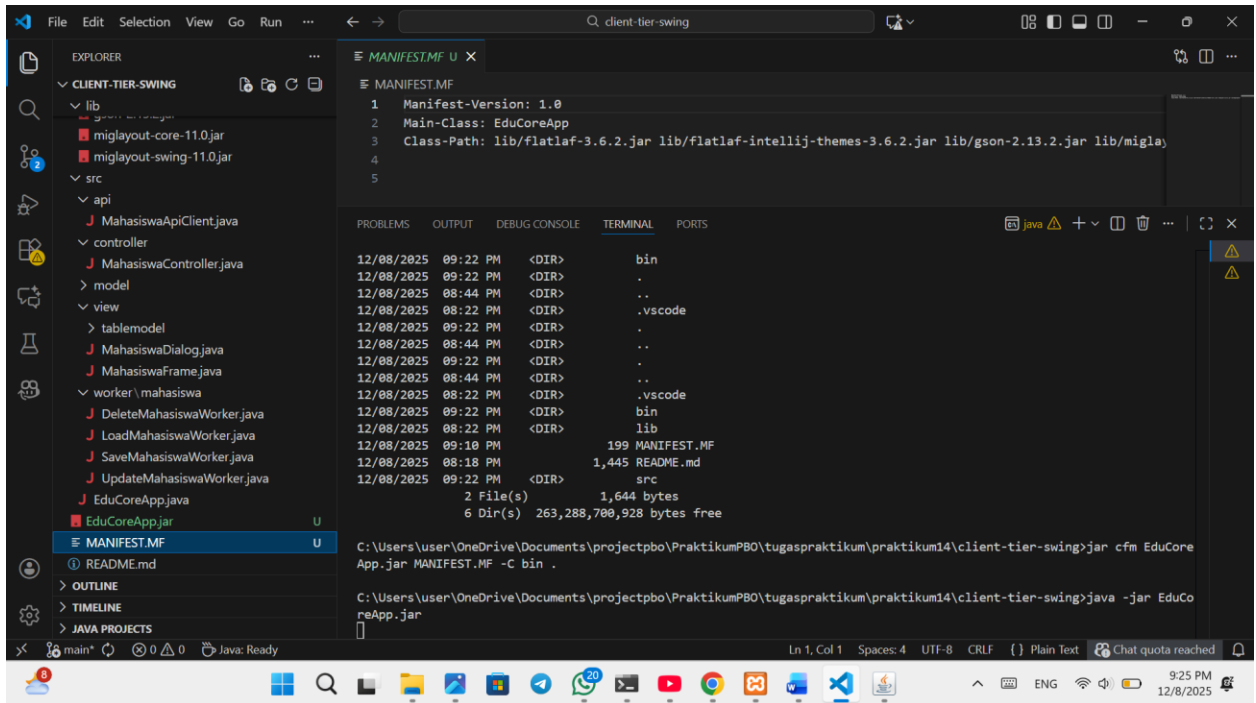 File Edit Selection View Go Run ··· client-tier-swing
EXPLORER
CLIENT-TIER-SWING
lib
miglayout-core-11.0.jar
miglayout-swing-11.0.jar
src
api
J MahasiswaApiClient.java
controller
J MahasiswaController.java
model
view
tablemodel
J MahasiswaDialog.java
J MahasiswaFrame.java
worker\mahasiswa
J DeleteMahasiswaWorker.java
J LoadMahasiswaWorker.java
J SaveMahasiswaWorker.java
J UpdateMahasiswaWorker.java
J EduCoreApp.java
EduCoreApp.jar U
MANIFEST.MF U
README.md
OUTLINE
TIMELINE
JAVA PROJECTS
2
MANIFEST.MF U
MANIFEST.MF
1 Manifest-Version: 1.0
2 Main-Class: EduCoreApp
3 Class-Path: lib/flatlaf-3.6.2.jar lib/flatlaf-intellij-themes-3.6.2.jar lib/gson-2.13.2.jar lib/miglay
4
5
PROBLEMS OUTPUT DEBUG CONSOLE TERMINAL PORTS java
12/08/2025 09:22 PM <DIR> bin
12/08/2025 09:22 PM <DIR> .
12/08/2025 08:44 PM <DIR> ..
12/08/2025 08:22 PM <DIR> .vscode
12/08/2025 09:22 PM <DIR> .
12/08/2025 08:44 PM <DIR> ..
12/08/2025 09:22 PM <DIR> .
12/08/2025 08:44 PM <DIR> ..
12/08/2025 08:22 PM <DIR> .vscode
12/08/2025 09:22 PM <DIR> bin
12/08/2025 08:22 PM <DIR> lib
12/08/2025 09:10 PM 199 MANIFEST.MF
12/08/2025 08:18 PM 1,445 README.md
12/08/2025 09:22 PM <DIR> src
2 File(s) 1,644 bytes
6 Dir(s) 263,288,700,928 bytes free
C:\Users\user\OneDrive\Documents\projectpbo\PraktikumPBO\tugaspraktikum\praktikum14\client-tier-swing>jar cfm EduCore
App.jar MANIFEST.MF -C bin .
C:\Users\user\OneDrive\Documents\projectpbo\PraktikumPBO\tugaspraktikum\praktikum14\client-tier-swing>java -jar EduCo
reApp.jar
main* 0 0 Java: Ready Ln 1, Col 1 Spaces: 4 UTF-8 CRLF {} Plain Text Chat quota reached
8 20 ENG 9:25 PM
12/8/2025